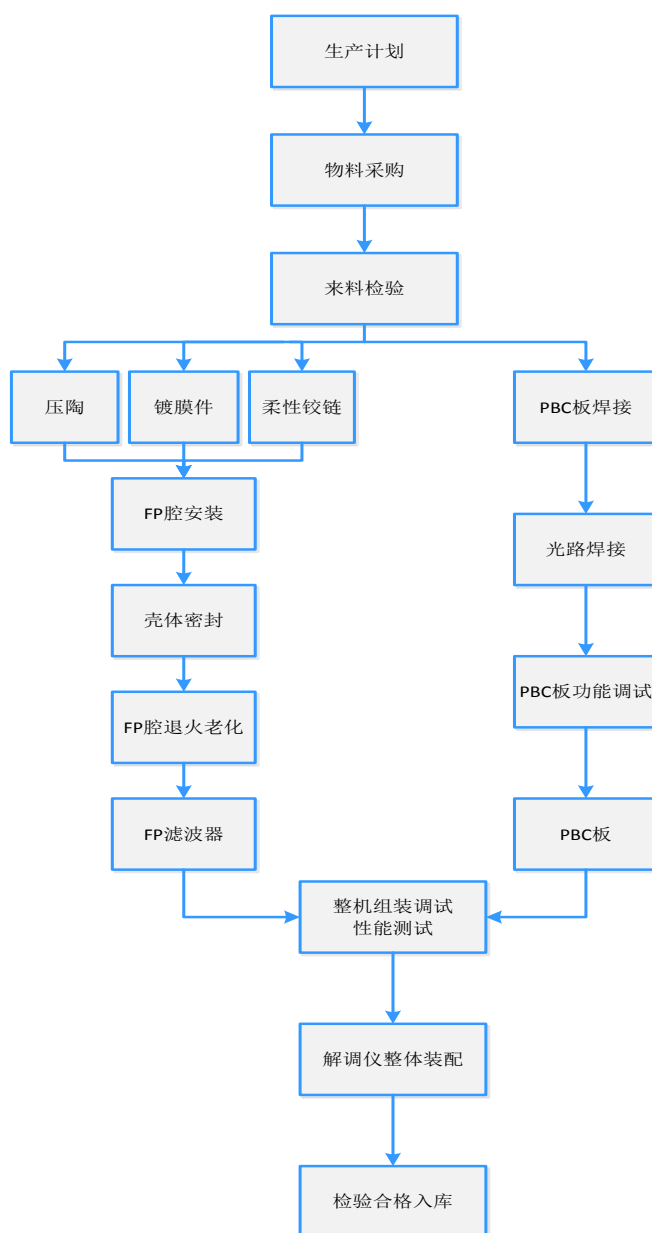 生产计划
物料采购
来料检验
压陶
镀膜件
柔性铰链
PBC板焊接
FP腔安装
光路焊接
壳体密封
PBC板功能调试
FP腔退火老化
FP滤波器
PBC板
整机组装调试
性能测试
解调仪整体装配
检验合格入库